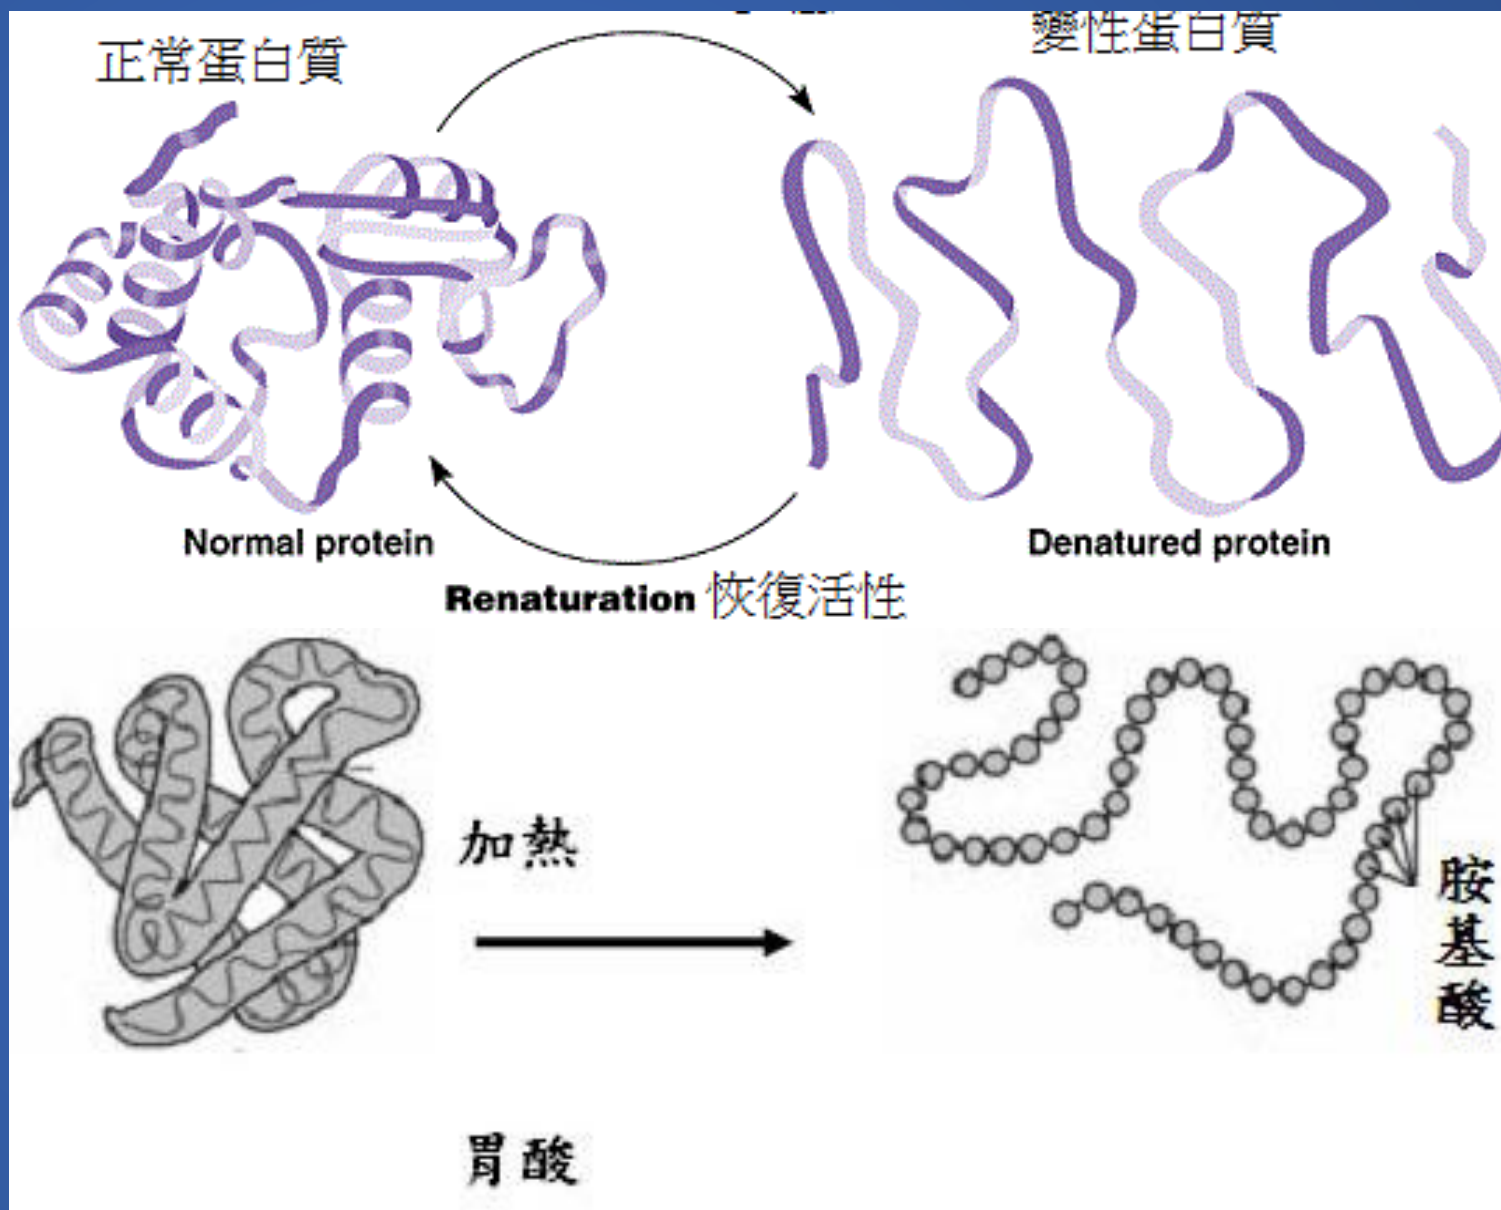 正常蛋白質
變性蛋白質
Normal protein
Denatured protein
Renaturation 恢復活性
加熱
胺基酸
胃酸